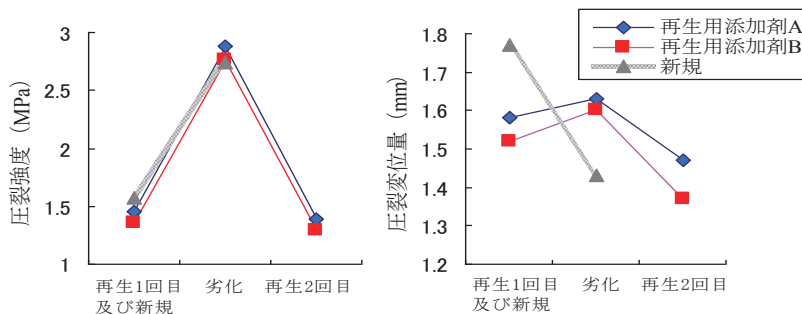 圧裂強度 (MPa)
3
2.5
2
1.5
1
再生1回目
及び新規
劣化
再生2回目
圧裂変位量 (mm)
1.8
1.7
1.6
1.5
1.4
1.3
1.2
再生1回目
及び新規
劣化
再生2回目
再生用添加剤A
再生用添加剤B
新規